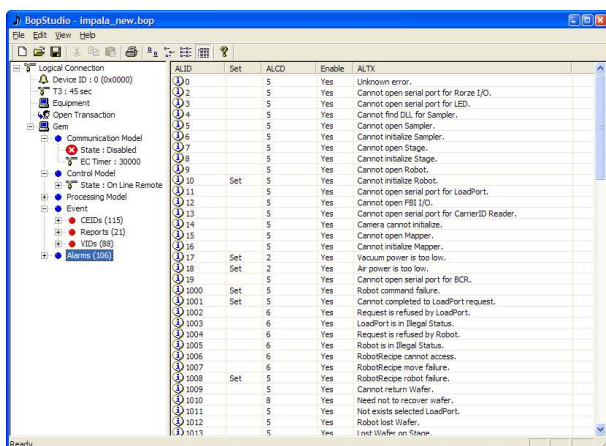 BopStudio - impala_new.bop
File Edit View Help
Logical Connection
Device ID : 0 (0x0000)
T3 : 45 sec
Equipment
Open Transaction
Gem
Communication Model
State : Disabled
EC Timer : 30000
Control Model
State : On Line Remote
Processing Model
Event
CEIDs (115)
Reports (21)
VIDs (88)
Alarms (106)
ALID Set ALCD Enable ALTX
0 5 Yes Unknown error.
2 5 Yes Cannot open serial port for Rorze I/O.
3 5 Yes Cannot open serial port for LED.
4 5 Yes Cannot find DLL for Sampler.
5 5 Yes Cannot open Sampler.
6 5 Yes Cannot initialize Sampler.
7 5 Yes Cannot open Stage.
8 5 Yes Cannot initialize Stage.
9 5 Yes Cannot open Robot.
10 Set 5 Yes Cannot initialize Robot.
11 5 Yes Cannot open serial port for LoadPort.
12 5 Yes Cannot open FBI I/O.
13 5 Yes Cannot open serial port for CarrierID Reader.
14 5 Yes Camera cannot initialize.
15 5 Yes Cannot open Mapper.
16 5 Yes Cannot initialize Mapper.
17 Set 2 Yes Vacuum power is too low.
18 Set 2 Yes Air power is too low.
19 5 Yes Cannot open serial port for BCR.
1000 Set 5 Yes Robot command failure.
1001 Set 5 Yes Cannot completed to LoadPort request.
1002 6 Yes Request is refused by LoadPort.
1003 6 Yes LoadPort is in Illegal Status.
1004 6 Yes Request is refused by Robot.
1005 6 Yes Robot is in Illegal Status.
1006 6 Yes RobotRecipe cannot access.
1007 6 Yes RobotRecipe move failure.
1008 Set 5 Yes RobotRecipe robot failure.
1009 5 Yes Cannot return Wafer.
1010 8 Yes Need not to recover wafer.
1011 5 Yes Not exists selected LoadPort.
1012 5 Yes Robot lost Wafer.
1013 5 Yes Lost Wafer on Stage.
Ready